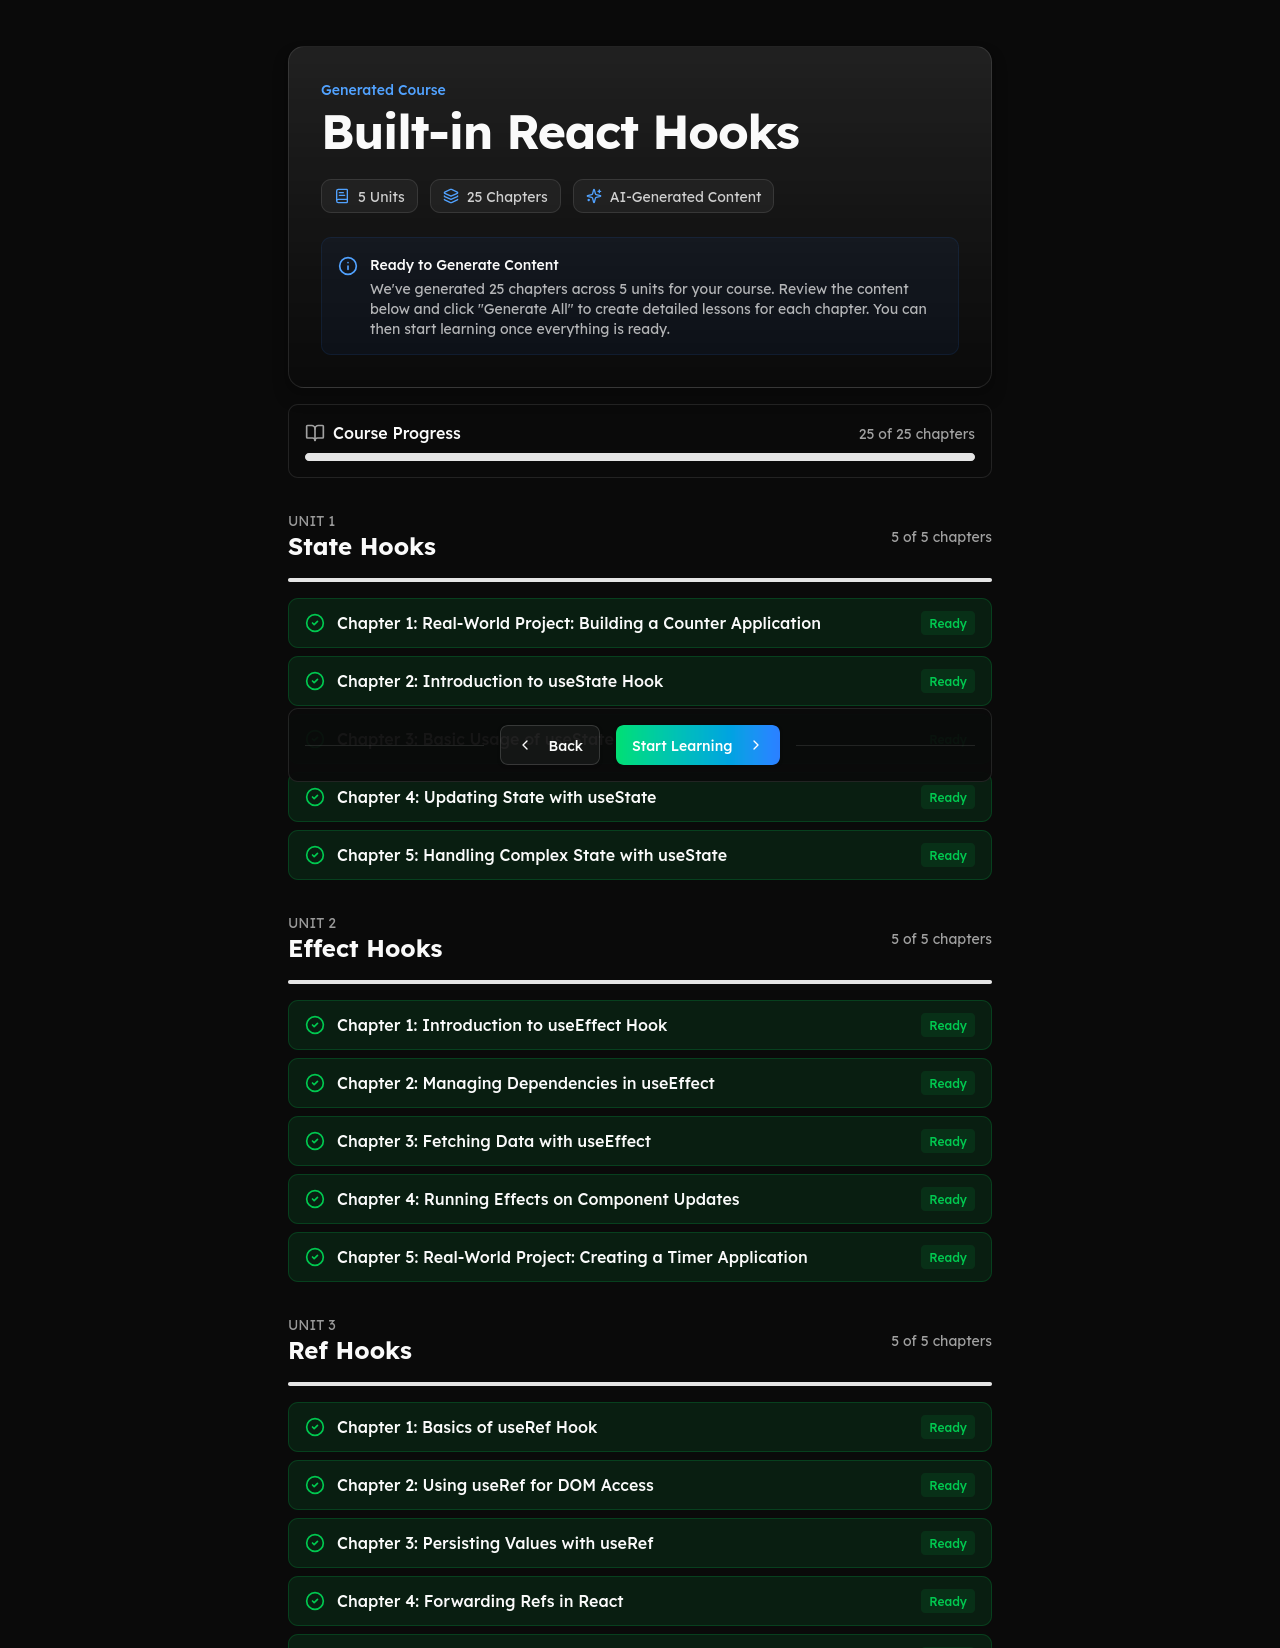 Generated Course
Built-in React Hooks
5 Units
25 Chapters
AI-Generated Content
Ready to Generate Content
We've generated 25 chapters across 5 units for your course. Review the content
below and click "Generate All" to create detailed lessons for each chapter. You can
then start learning once everything is ready.
Course Progress
25 of 25 chapters
UNIT 1
State Hooks
5 of 5 chapters
Chapter 1: Real-World Project: Building a Counter Application
Ready
Chapter 2: Introduction to useState Hook
Ready
Chapter 3: Basic Usage of useState
Ready
Back
Start Learning
Chapter 4: Updating State with useState
Ready
Chapter 5: Handling Complex State with useState
Ready
UNIT 2
Effect Hooks
5 of 5 chapters
Chapter 1: Introduction to useEffect Hook
Ready
Chapter 2: Managing Dependencies in useEffect
Ready
Chapter 3: Fetching Data with useEffect
Ready
Chapter 4: Running Effects on Component Updates
Ready
Chapter 5: Real-World Project: Creating a Timer Application
Ready
UNIT 3
Ref Hooks
5 of 5 chapters
Chapter 1: Basics of useRef Hook
Ready
Chapter 2: Using useRef for DOM Access
Ready
Chapter 3: Persisting Values with useRef
Ready
Chapter 4: Forwarding Refs in React
Ready